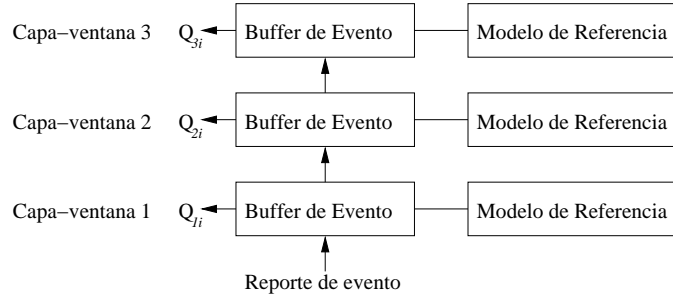 Capa−ventana 3 Q3i Buffer de Evento Modelo de Referencia
Capa−ventana 2 Q2i Buffer de Evento Modelo de Referencia
Capa−ventana 1 Q1i Buffer de Evento Modelo de Referencia
Reporte de evento